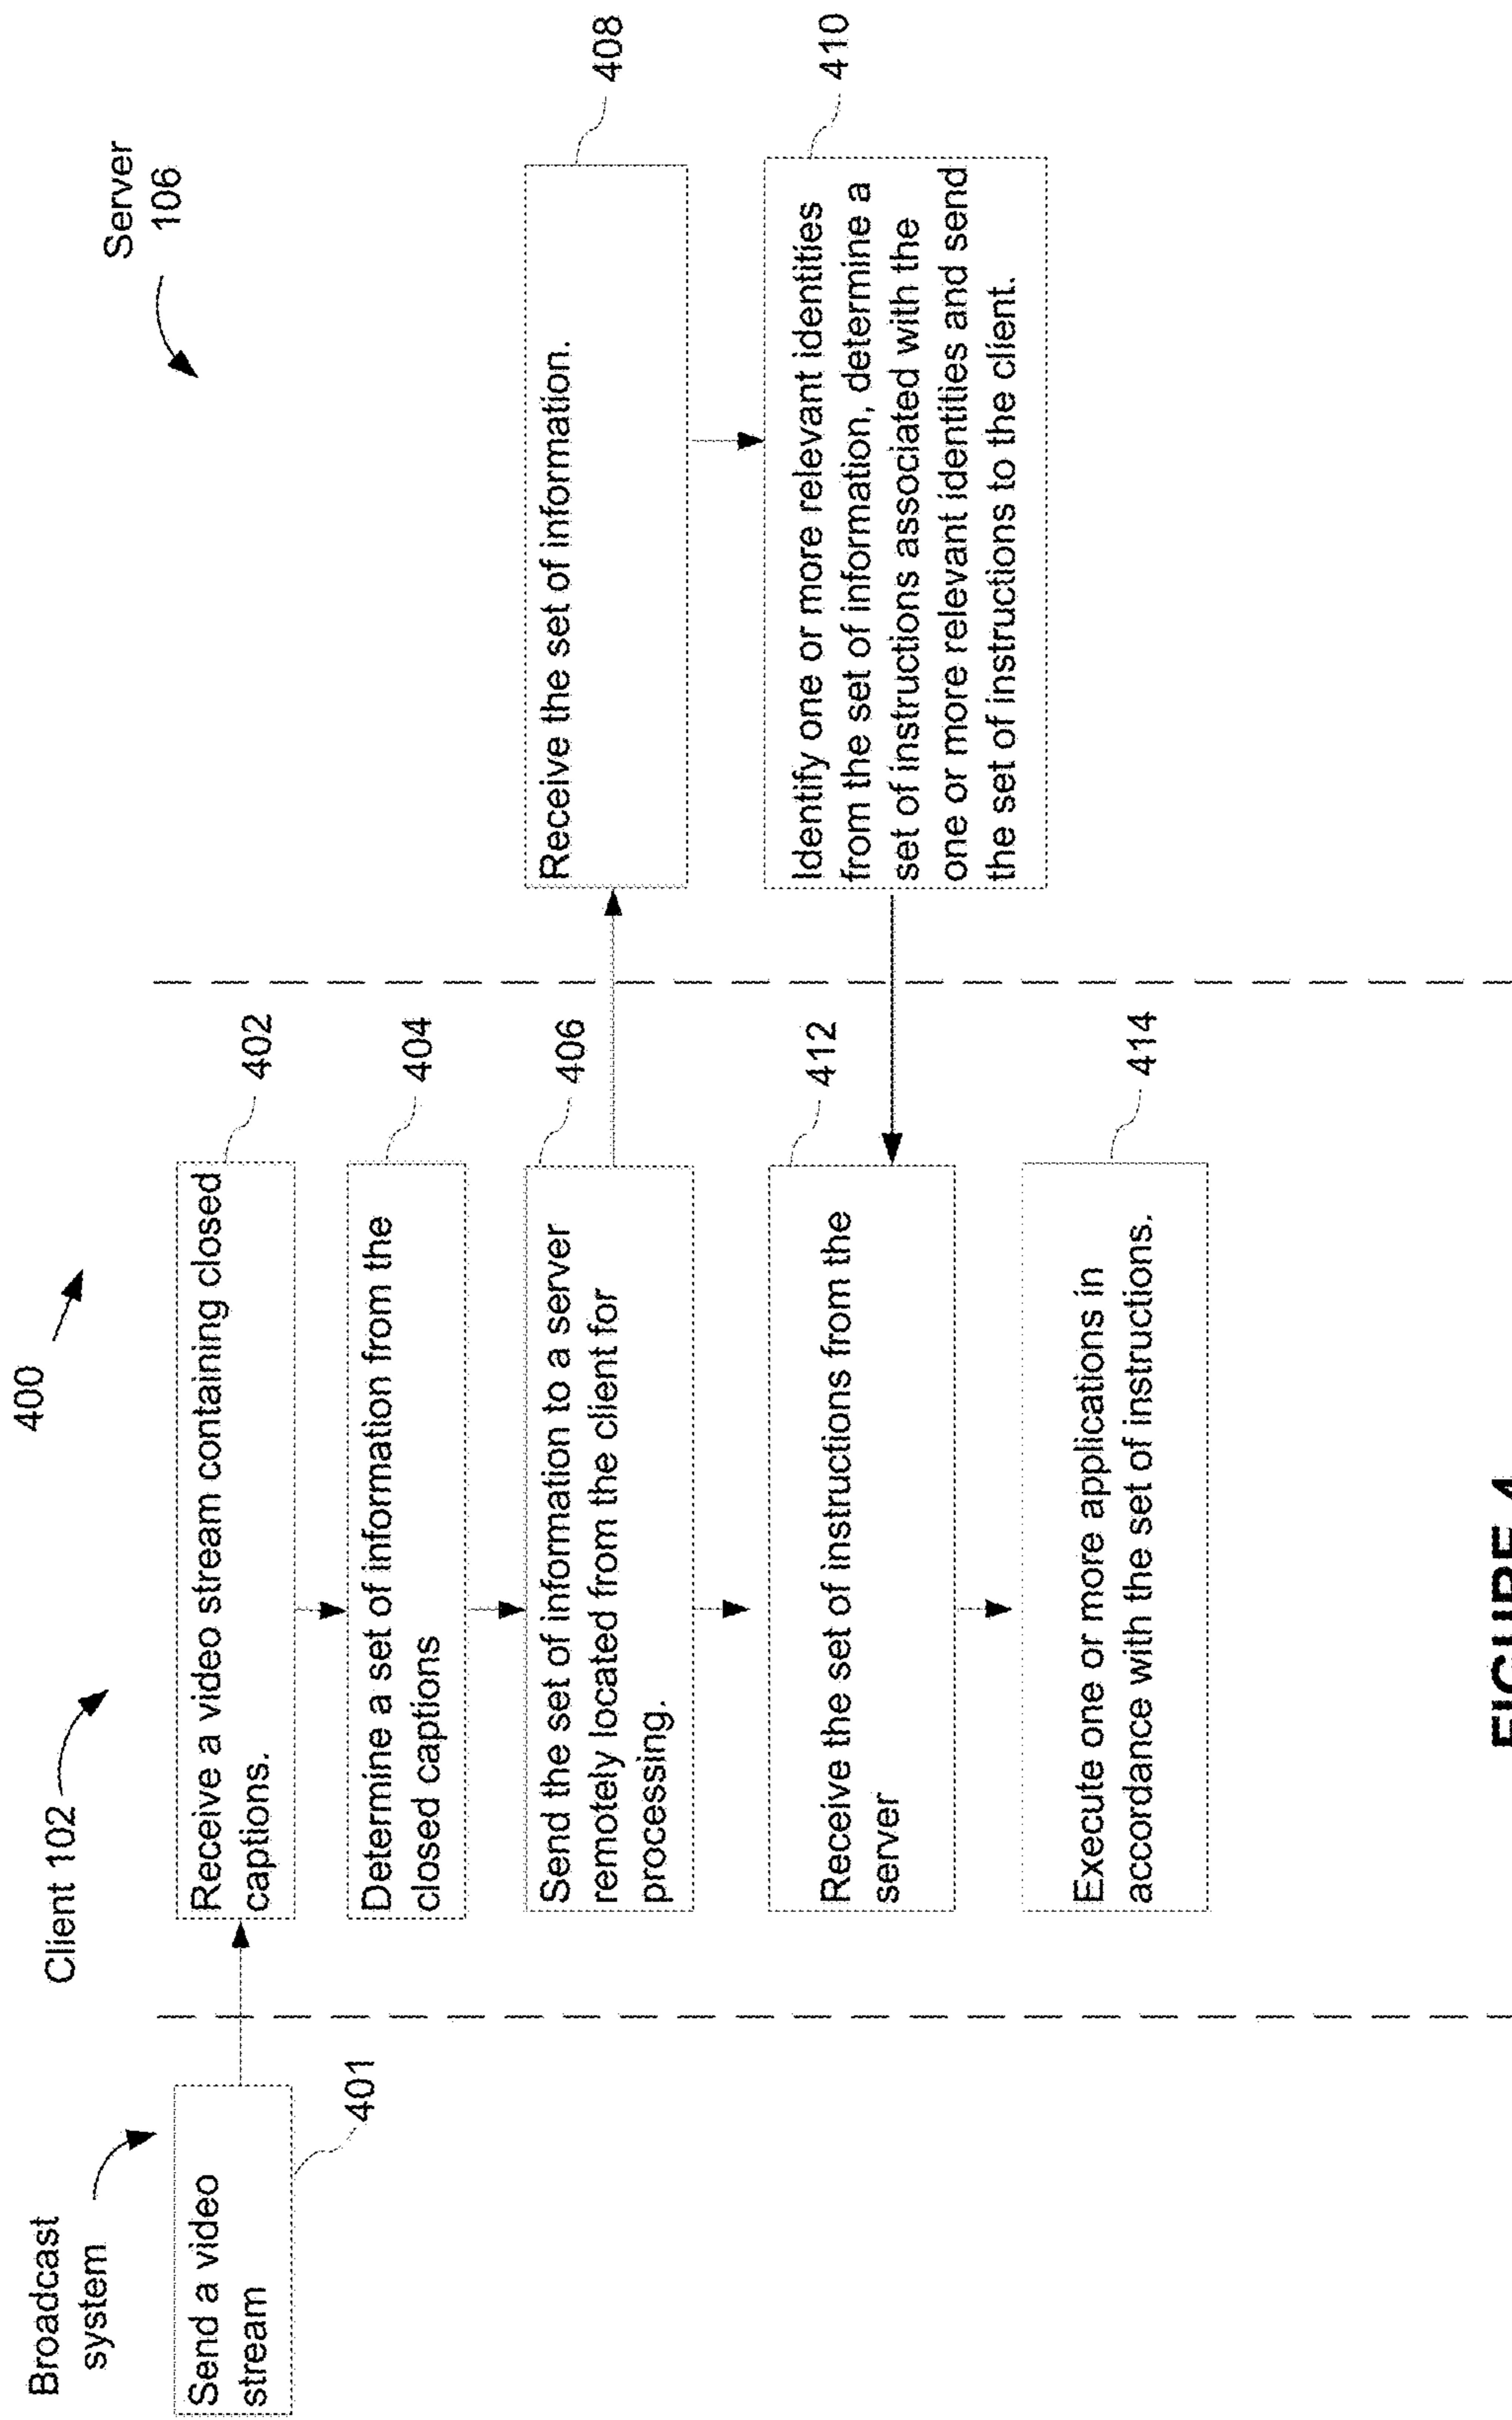 400
Broadcast
system
Client 102
Server
106
Send a video
stream
401
Receive a video stream containing closed
captions.
402
Determine a set of information from the
closed captions
404
Send the set of information to a server
remotely located from the client for
processing.
406
Receive the set of information.
408
Identify one or more relevant identities
from the set of information, determine a
set of instructions associated with the
one or more relevant identities and send
the set of instructions to the client.
410
Receive the set of instructions from the
server
412
Execute one or more applications in
accordance with the set of instructions.
414
FIGURE 4